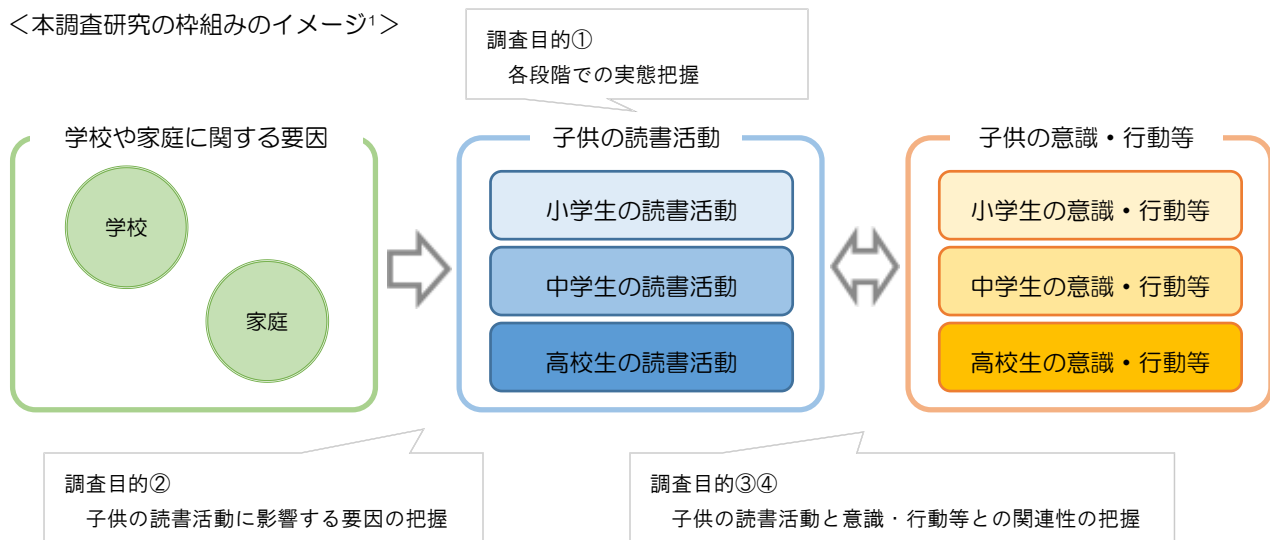 ＜本調査研究の枠組みのイメージ¹＞
調査目的①
各段階での実態把握
学校や家庭に関する要因
学校
家庭
子供の読書活動
小学生の読書活動
中学生の読書活動
高校生の読書活動
子供の意識・行動等
小学生の意識・行動等
中学生の意識・行動等
高校生の意識・行動等
調査目的②
子供の読書活動に影響する要因の把握
調査目的③④
子供の読書活動と意識・行動等との関連性の把握